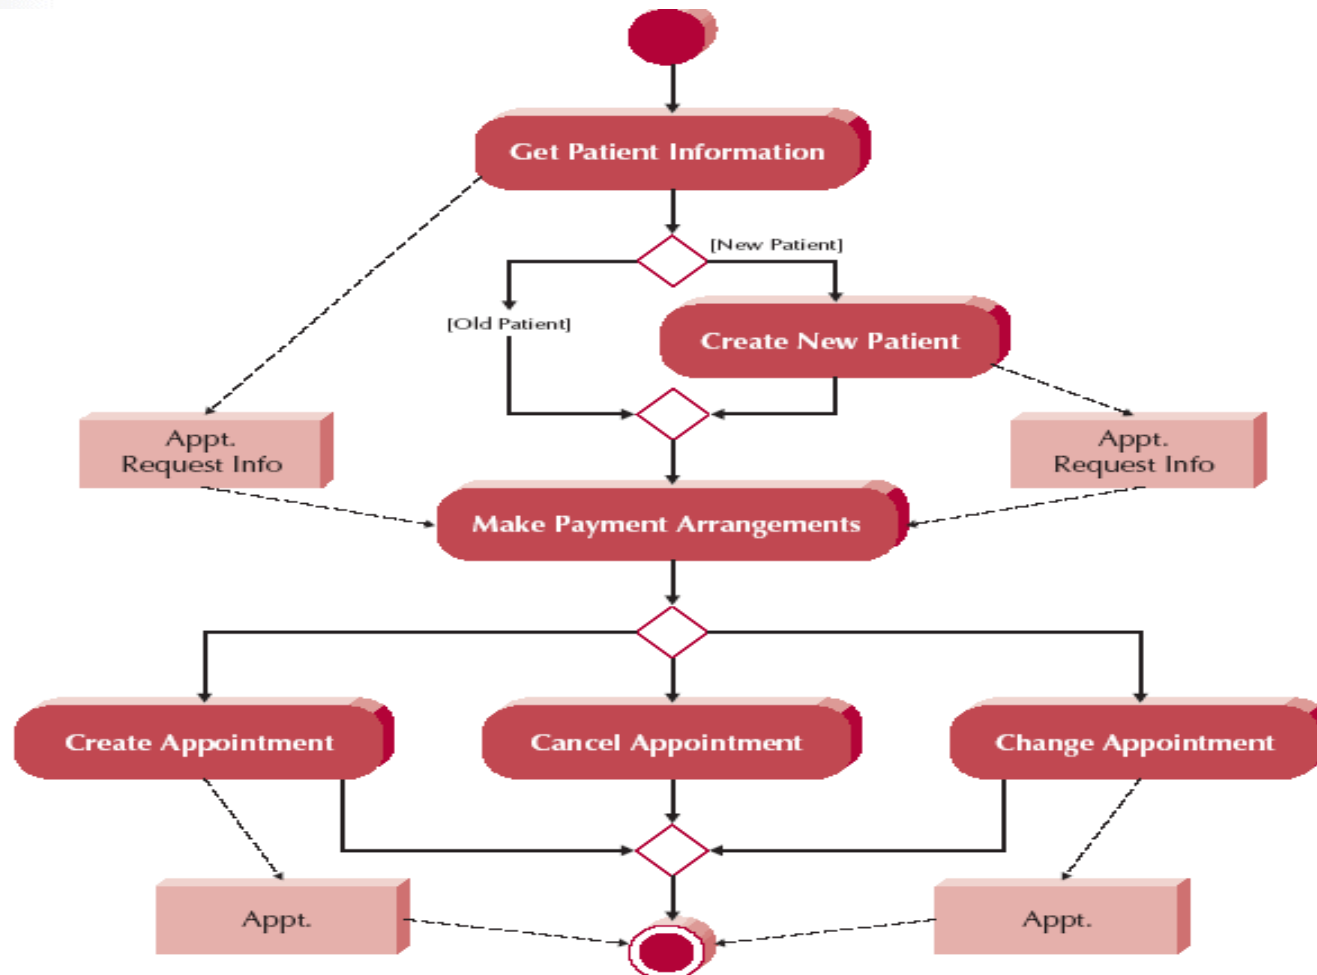 Get Patient Information
[New Patient]
[Old Patient]
Create New Patient
Appt.
Request Info
Appt.
Request Info
Make Payment Arrangements
Create Appointment
Cancel Appointment
Change Appointment
Appt.
Appt.